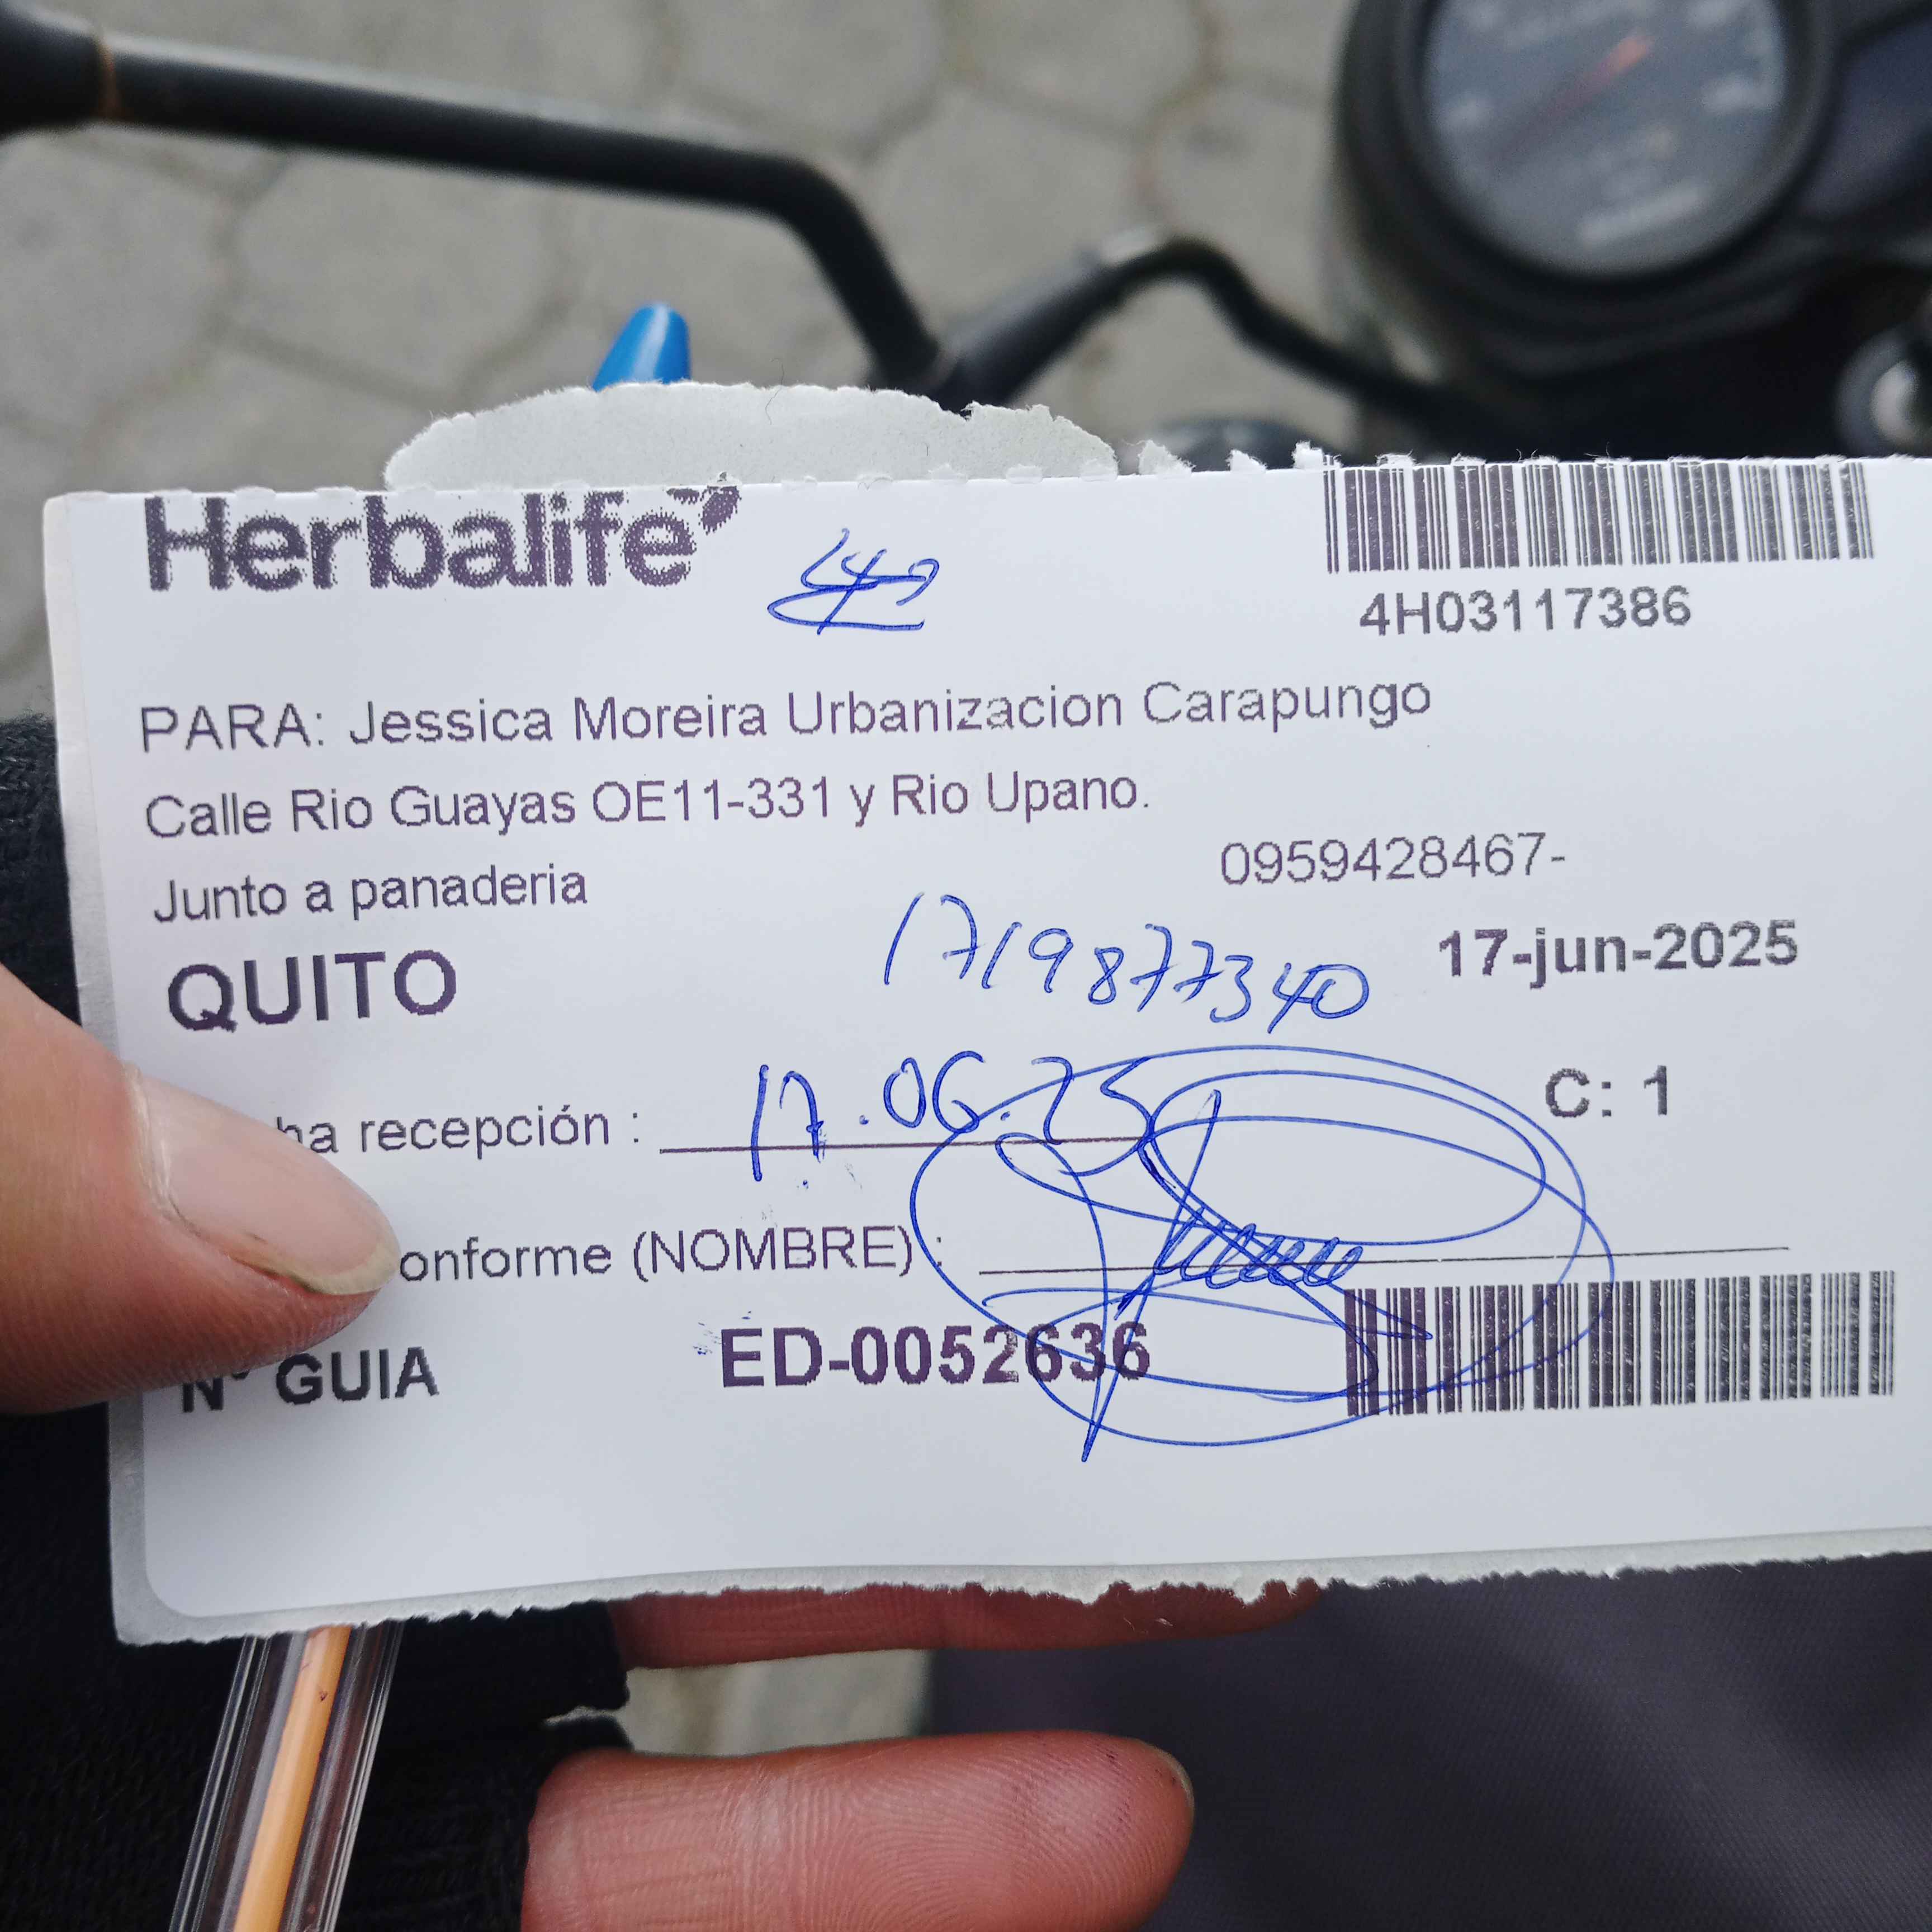 Herbalife
4H03117386
PARA: Jessica Moreira Urbanizacion Carapungo
Calle Rio Guayas OE11-331 y Rio Upano.
0959428467-
Junto a panaderia
1719877340
17-jun-2025
QUITO
C: 1
ha recepción : 17.06.25
onforme (NOMBRE) :
N° GUIA ED-0052636